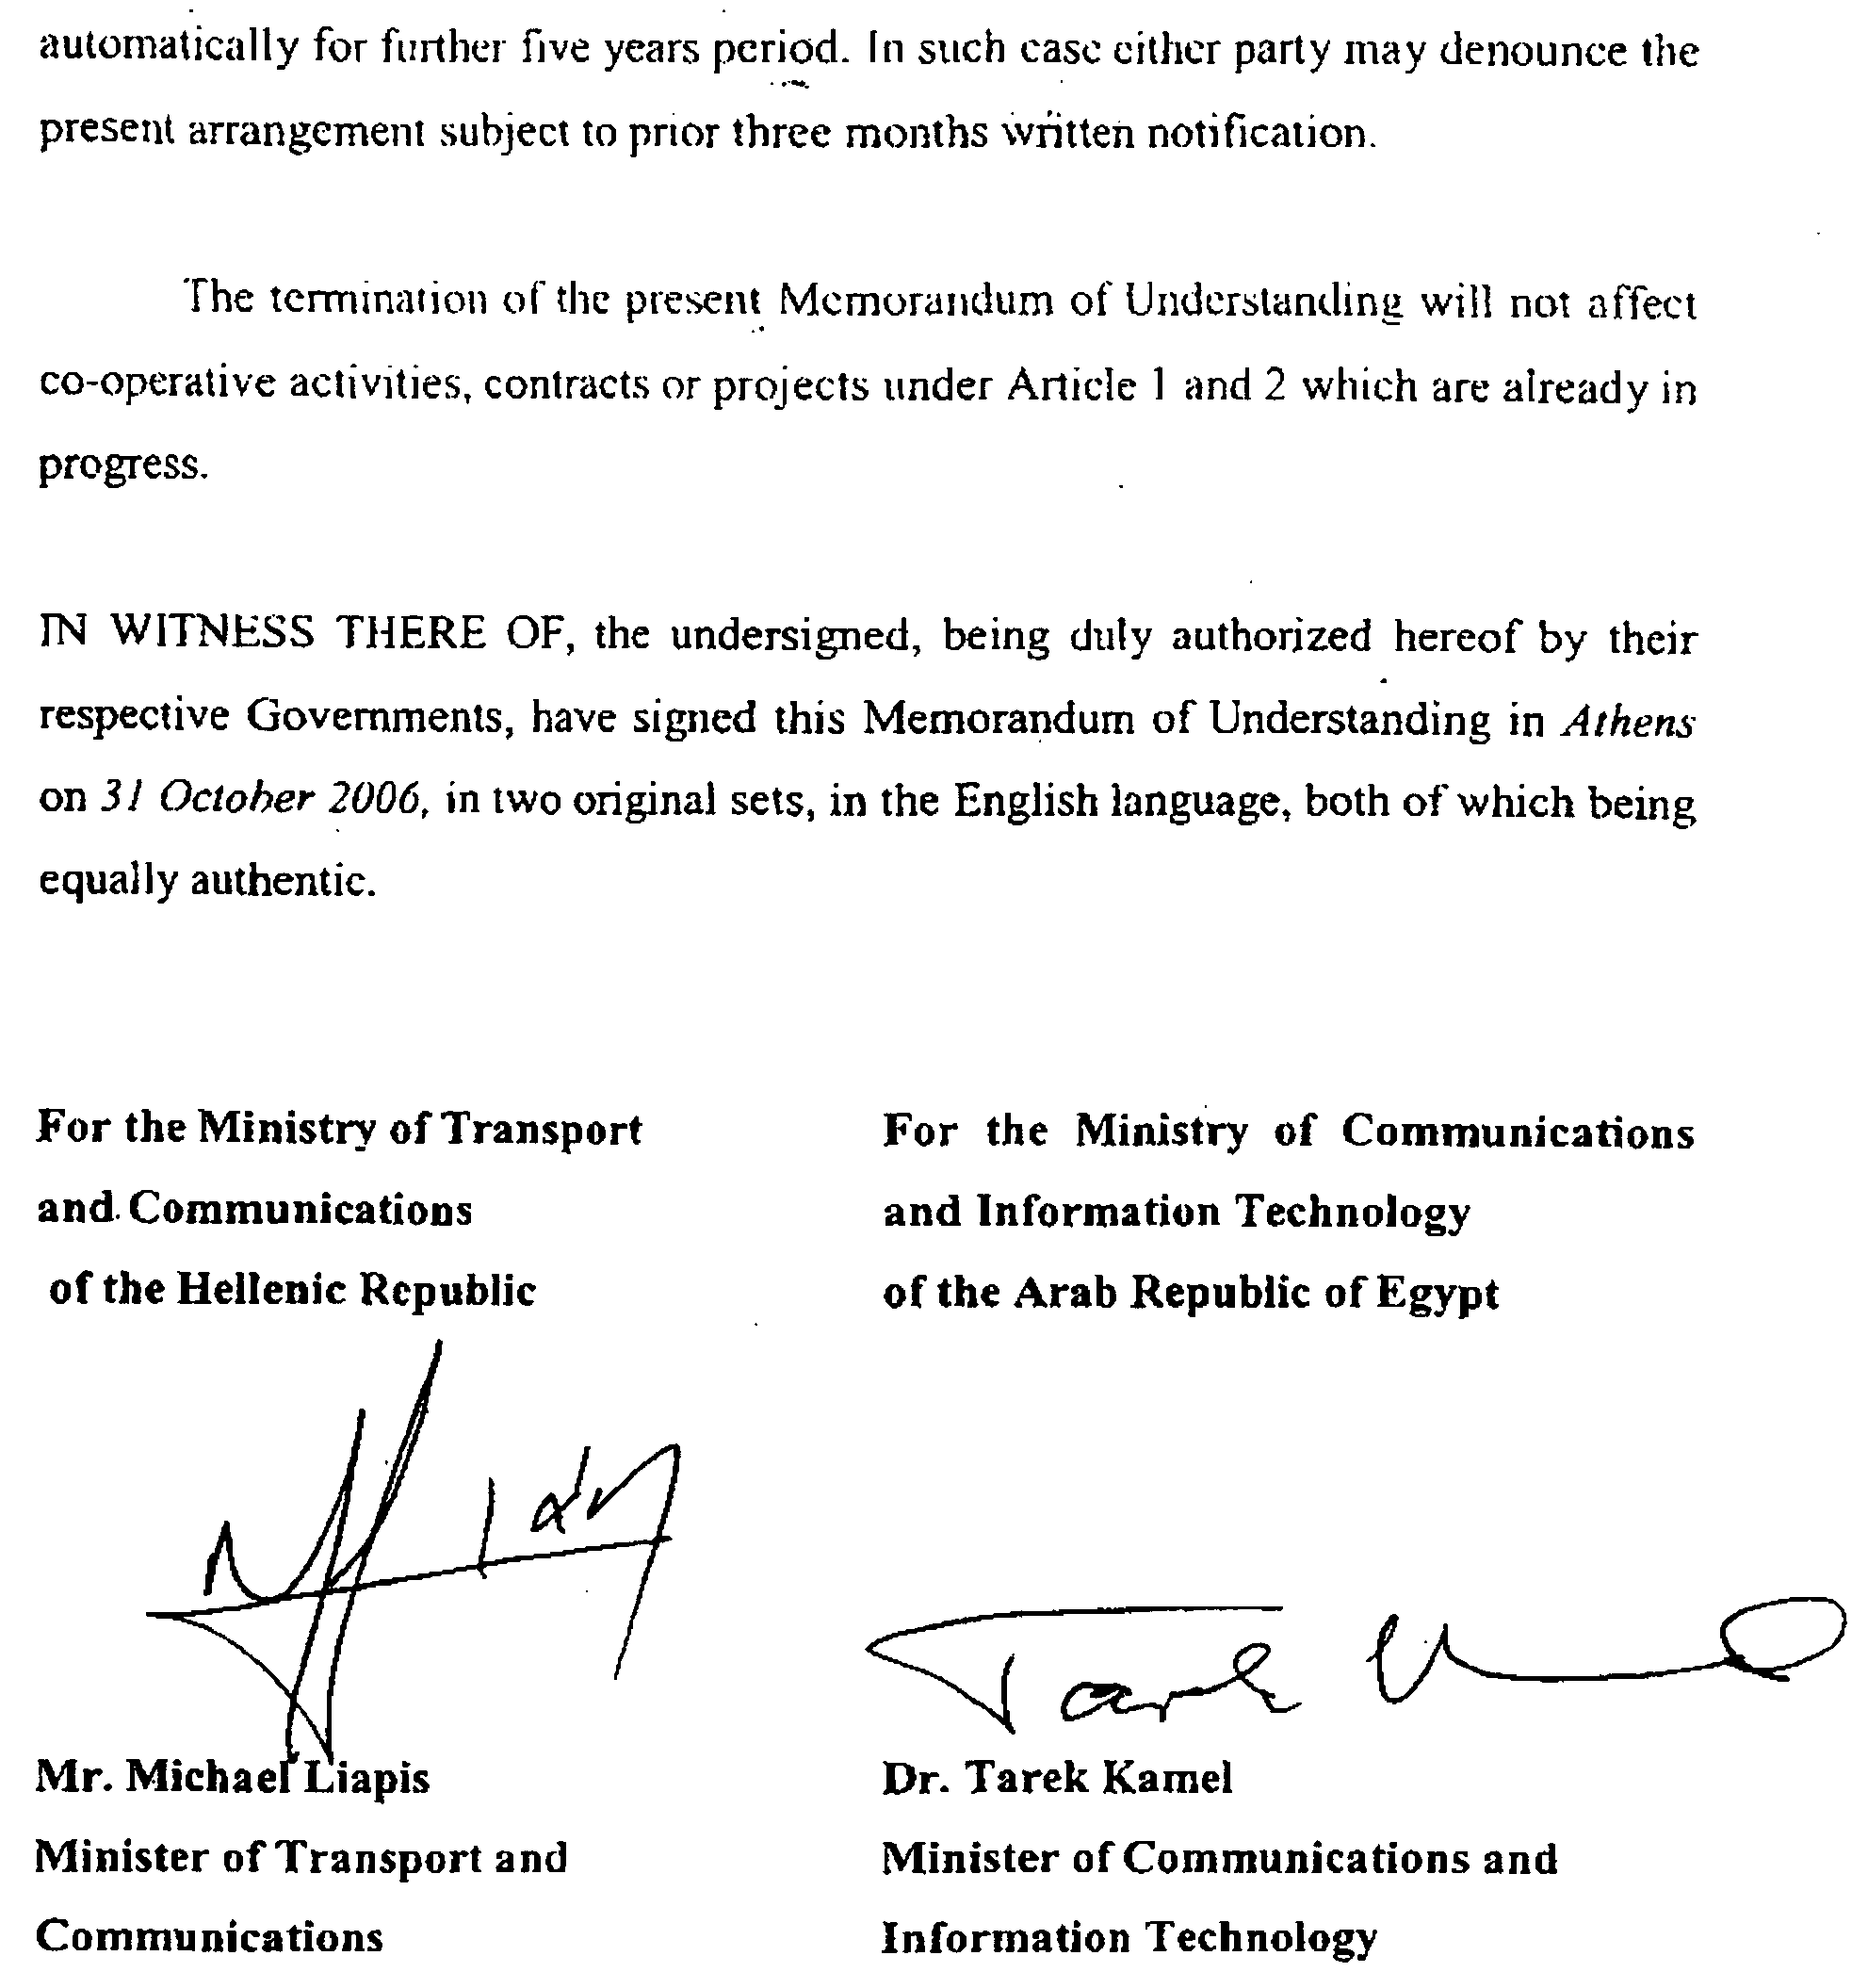 automatically for further five years period. In such case either party may denounce the
present arrangement subject to prior three months written notification.
The termination of the present Memorandum of Understanding will not affect
co-operative activities, contracts or projects under Article 1 and 2 which are already in
progress.
IN WITNESS THERE OF, the undersigned, being duly authorized hereof by their
respective Governments, have signed this Memorandum of Understanding in Athens
on 31 October 2006, in two original sets, in the English language, both of which being
equally authentic.
For the Ministry of Transport
and Communications
of the Hellenic Republic
For the Ministry of Communications
and Information Technology
of the Arab Republic of Egypt
Tarek
Mr. Michael Liapis
Minister of Transport and
Communications
Dr. Tarek Kamel
Minister of Communications and
Information Technology